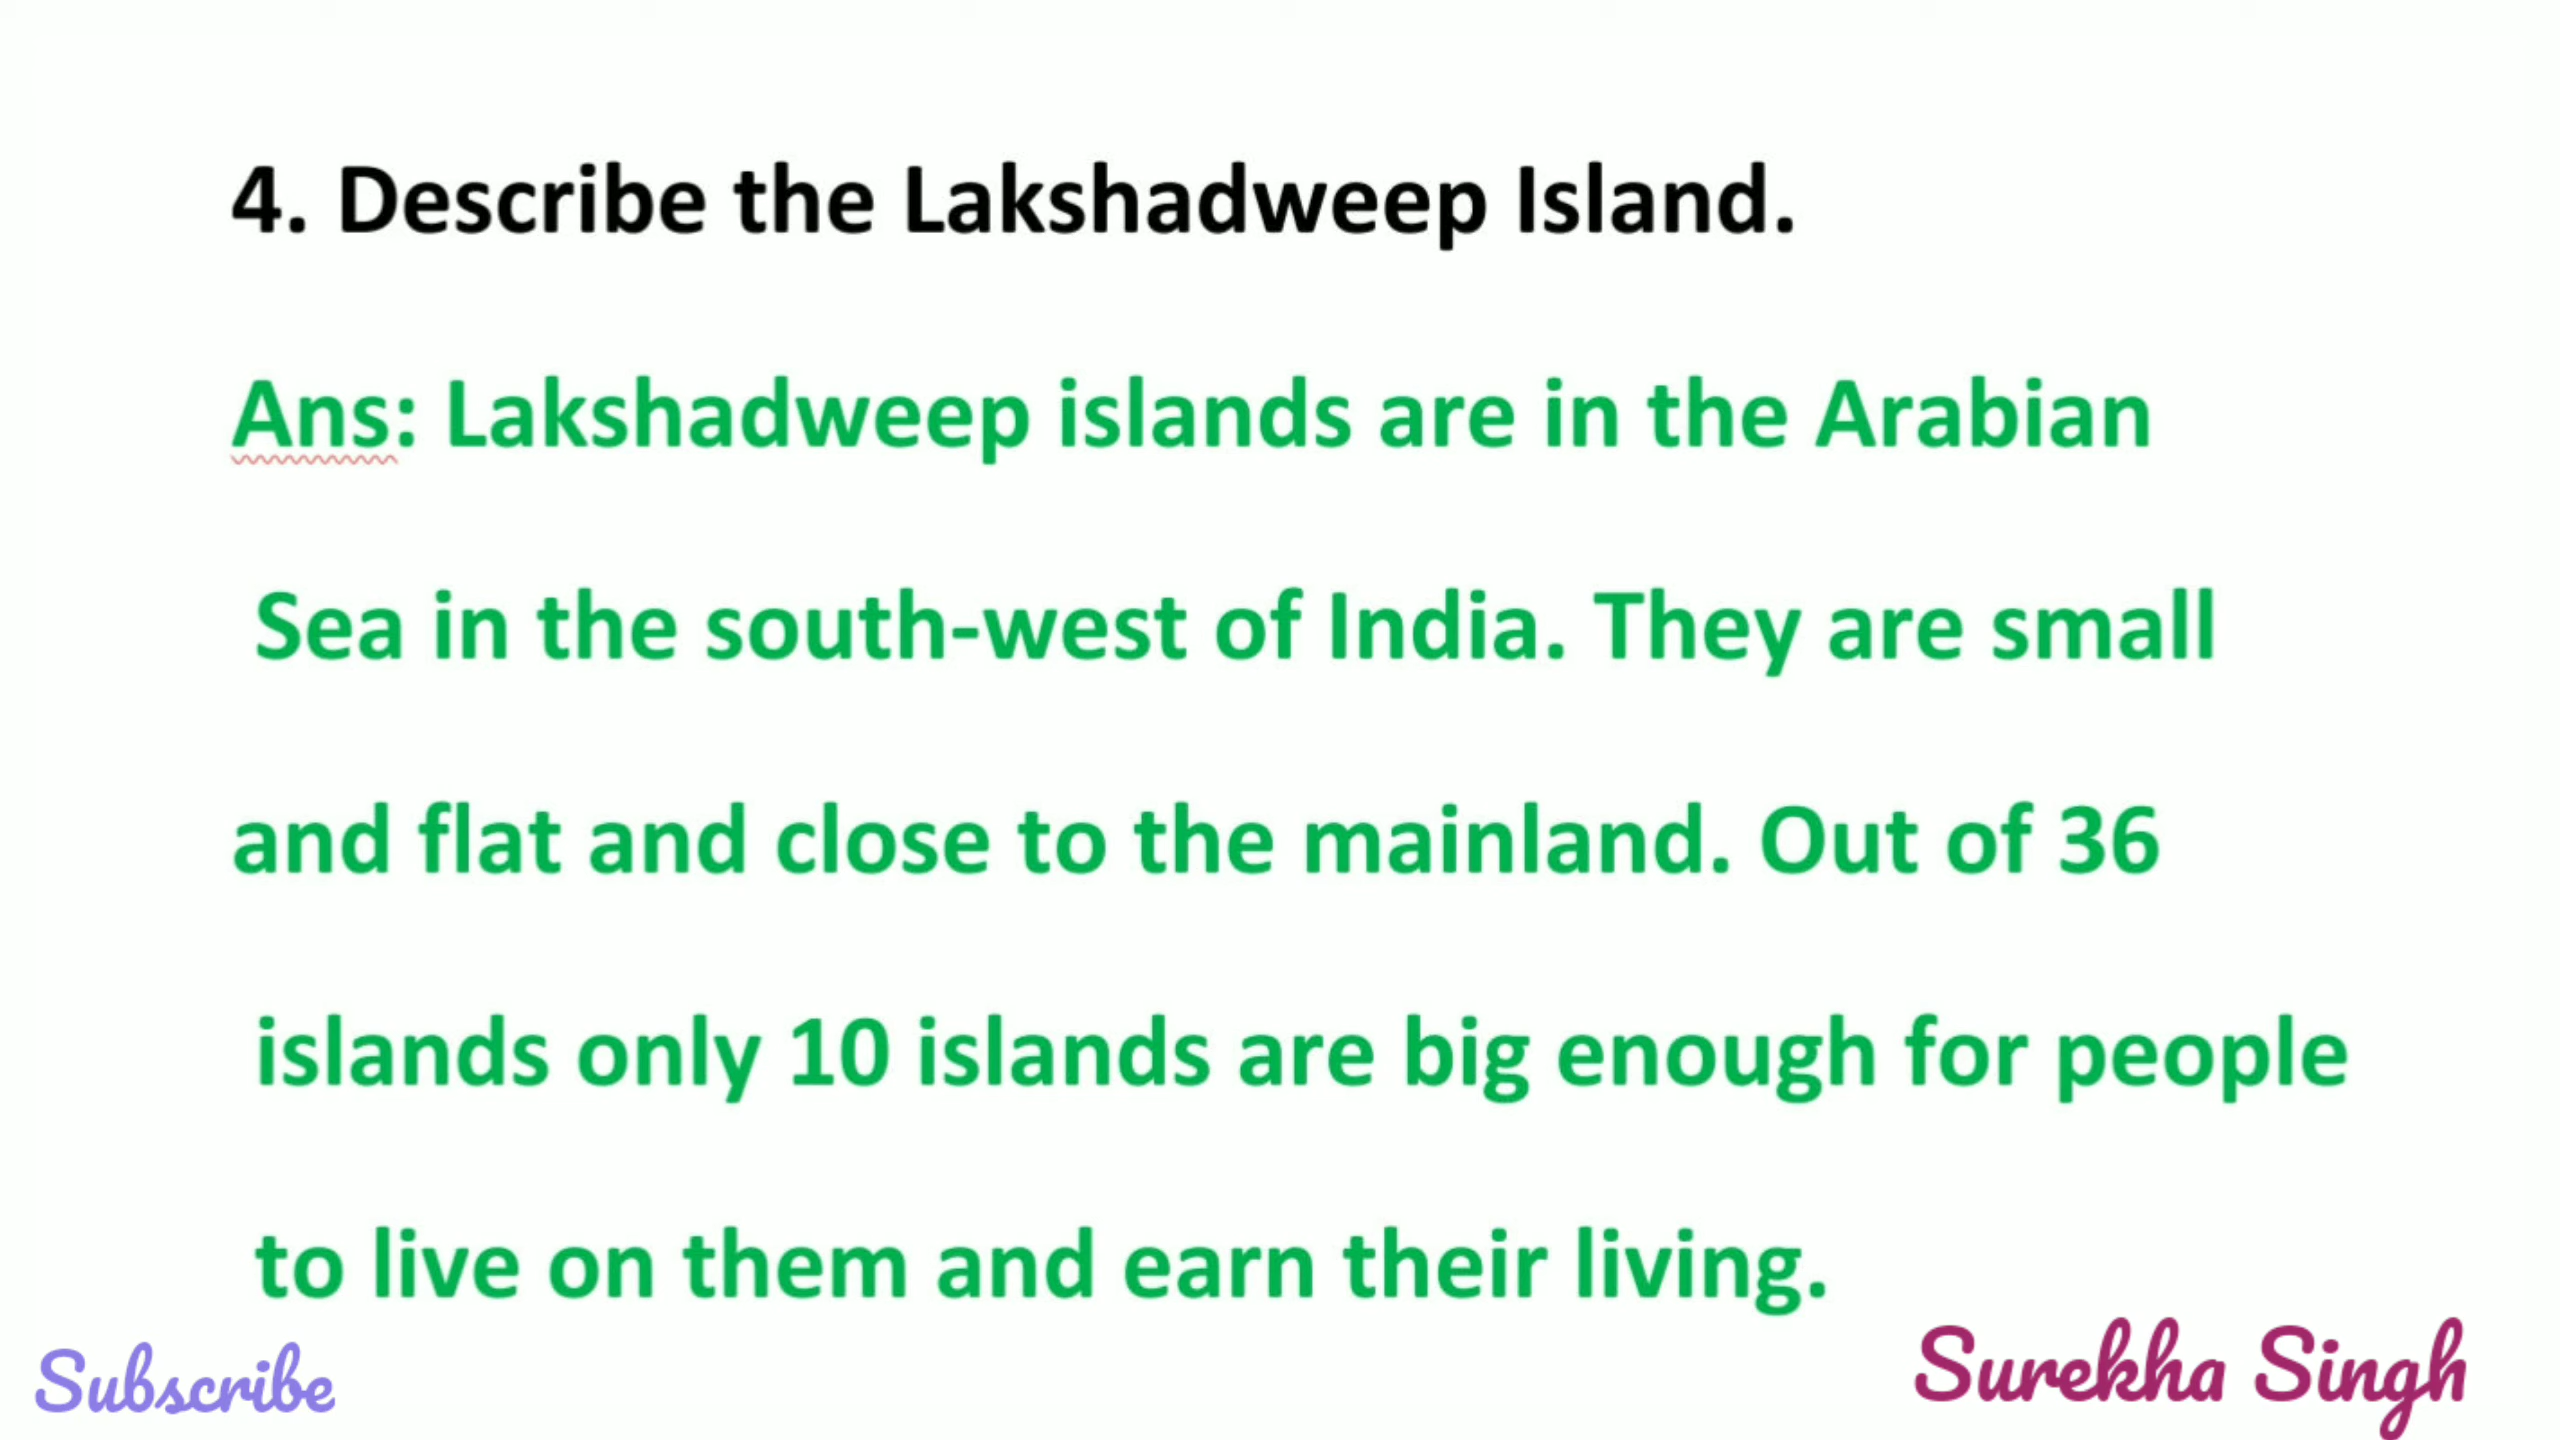 4. Describe the Lakshadweep Island.
Ans: Lakshadweep islands are in the Arabian
Sea in the south-west of India. They are small
and flat and close to the mainland. Out of 36
islands only 10 islands are big enough for people
to live on them and earn their living.
Subscribe
Surekha Singh